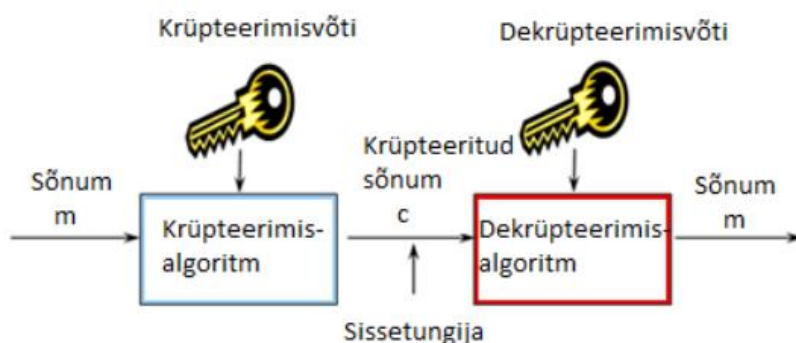 Krüpteerimisvõti
Dekrüpteerimisvõti
Sõnum
m
Krüpteerimis-
algoritm
Krüpteeritud
sõnum
c
Dekrüpteerimis-
algoritm
Sõnum
m
Sissetungija